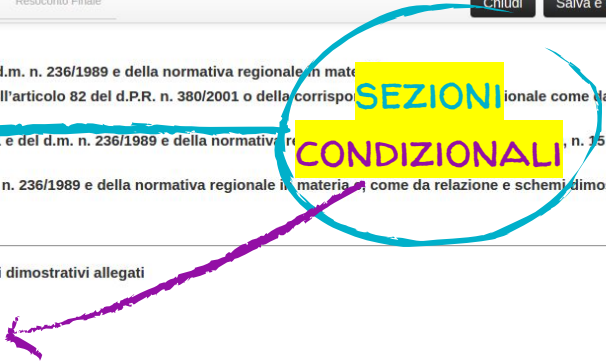 Resoconto Finale
Chiudi Salva e
d.m. n. 236/1989 e della normativa regionale in mate
ll'articolo 82 del d.P.R. n. 380/2001 o della corrispo ionale come da
SEZIONI
e del d.m. n. 236/1989 e della normativa re , n. 15
CONDIZIONALI
n. 236/1989 e della normativa regionale in materia e, come da relazione e schemi dimo
i dimostrativi allegati